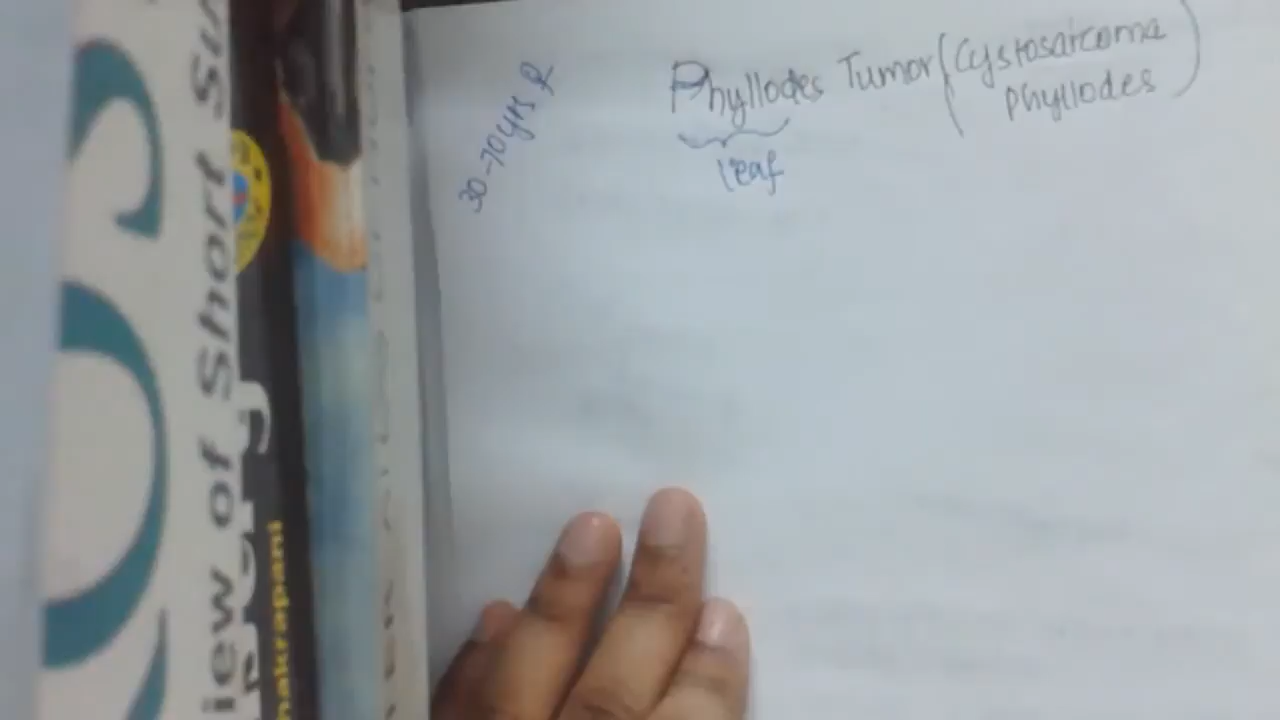 Phyllodes Tumor (Cystosarcoma
phyllodes)
leaf
30-70yrs ♀
iew of Short Su
hakrapani